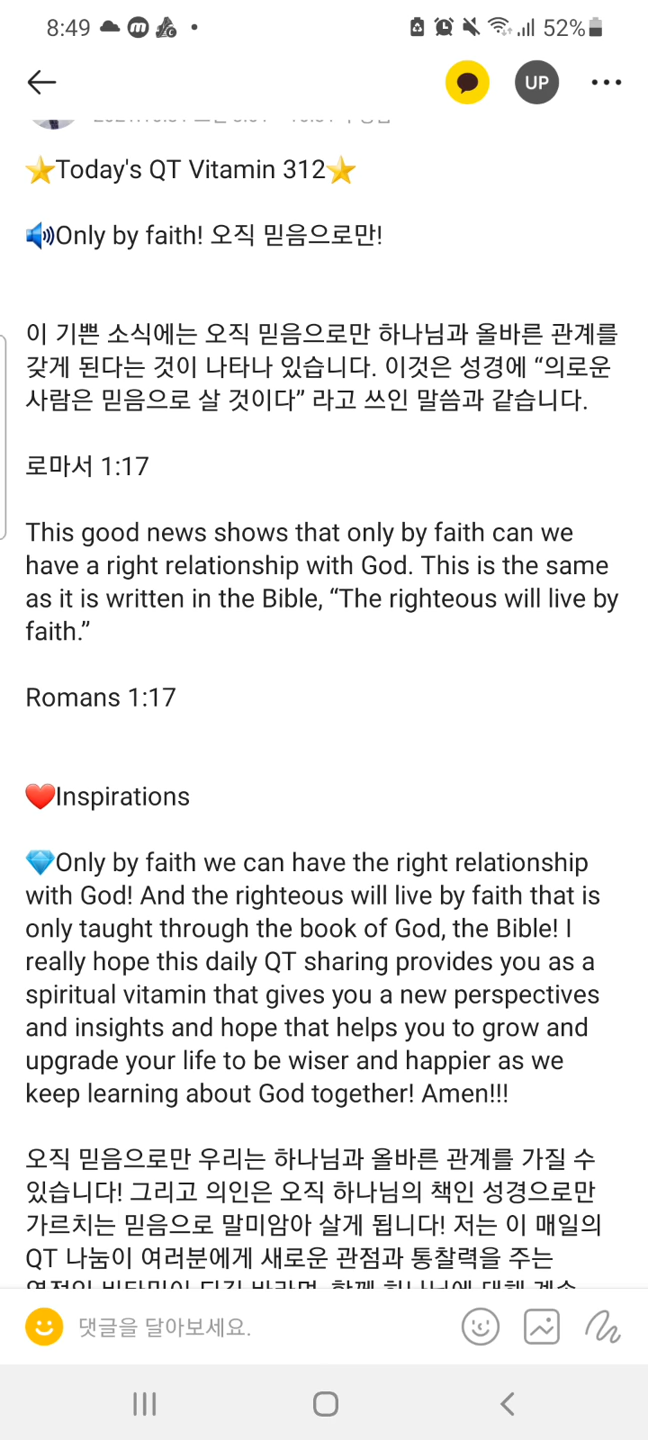 8:49
52%
UP
⭐Today's QT Vitamin 312⭐
🔊Only by faith! 오직 믿음으로만!
이 기쁜 소식에는 오직 믿음으로만 하나님과 올바른 관계를
갖게 된다는 것이 나타나 있습니다. 이것은 성경에 “의로운
사람은 믿음으로 살 것이다” 라고 쓰인 말씀과 같습니다.
로마서 1:17
This good news shows that only by faith can we
have a right relationship with God. This is the same
as it is written in the Bible, “The righteous will live by
faith.”
Romans 1:17
❤️Inspirations
💎Only by faith we can have the right relationship
with God! And the righteous will live by faith that is
only taught through the book of God, the Bible! I
really hope this daily QT sharing provides you as a
spiritual vitamin that gives you a new perspectives
and insights and hope that helps you to grow and
upgrade your life to be wiser and happier as we
keep learning about God together! Amen!!!
오직 믿음으로만 우리는 하나님과 올바른 관계를 가질 수
있습니다! 그리고 의인은 오직 하나님의 책인 성경으로만
가르치는 믿음으로 말미암아 살게 됩니다! 저는 이 매일의
QT 나눔이 여러분에게 새로운 관점과 통찰력을 주는
댓글을 달아보세요.